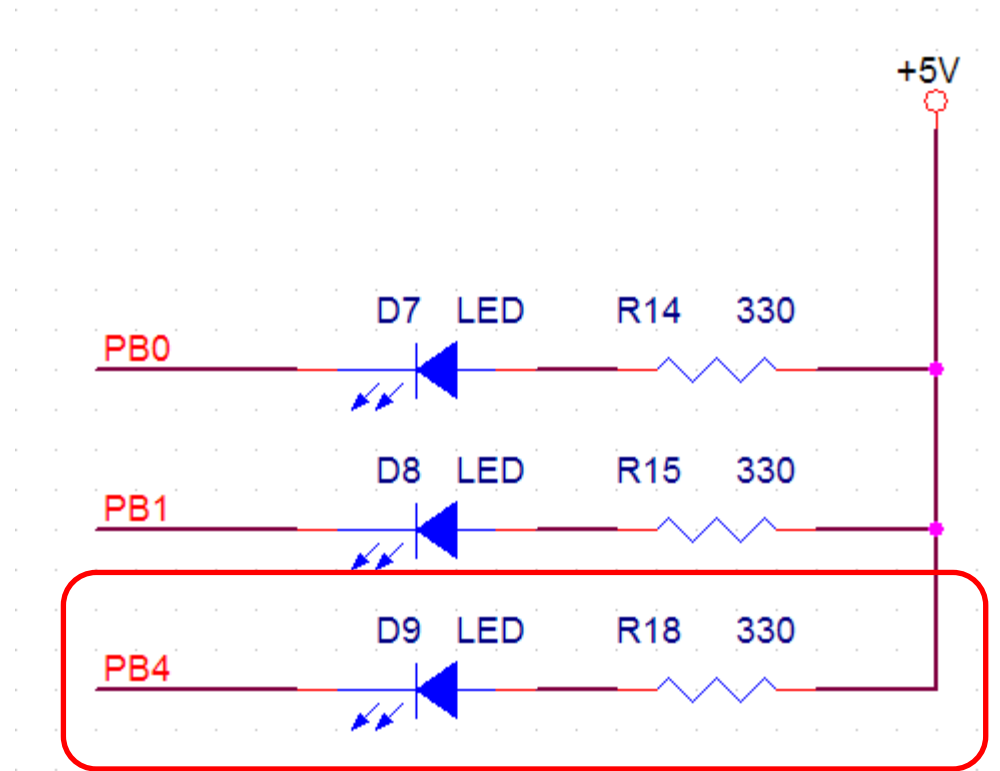 +5V
D7 LED R14 330
PB0
D8 LED R15 330
PB1
D9 LED R18 330
PB4